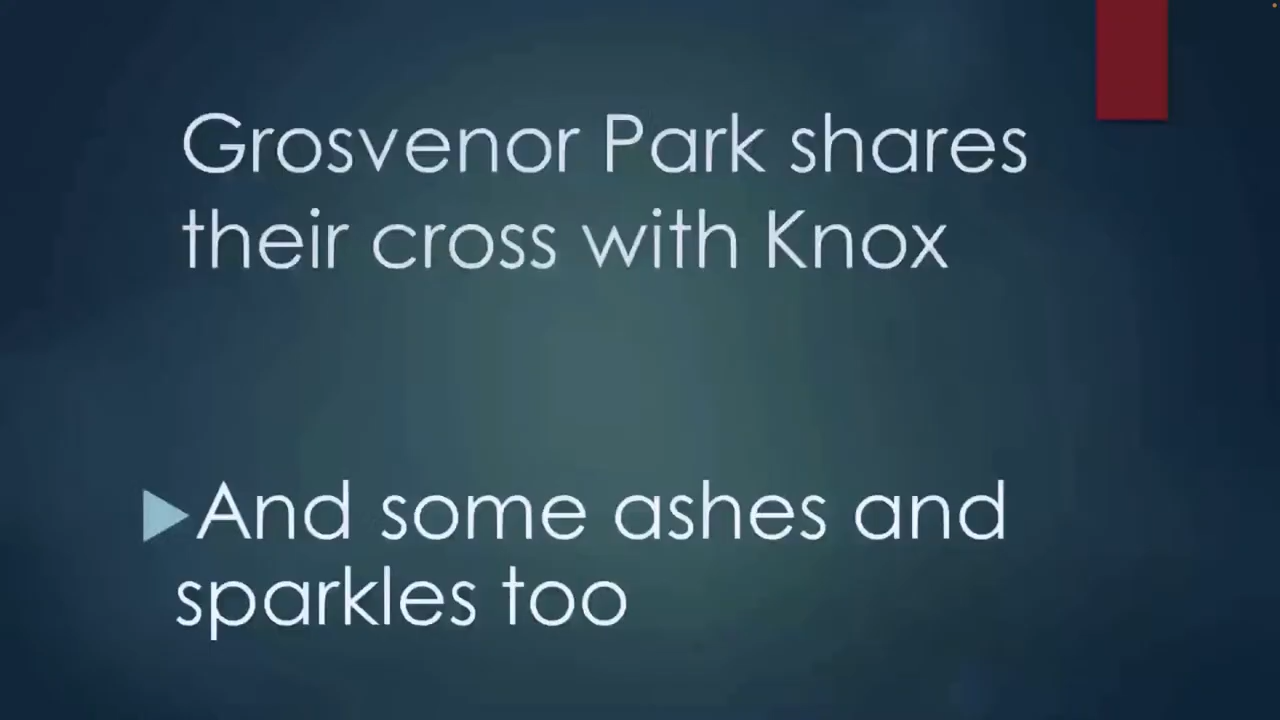 Grosvenor Park shares
their cross with Knox
And some ashes and
sparkles too